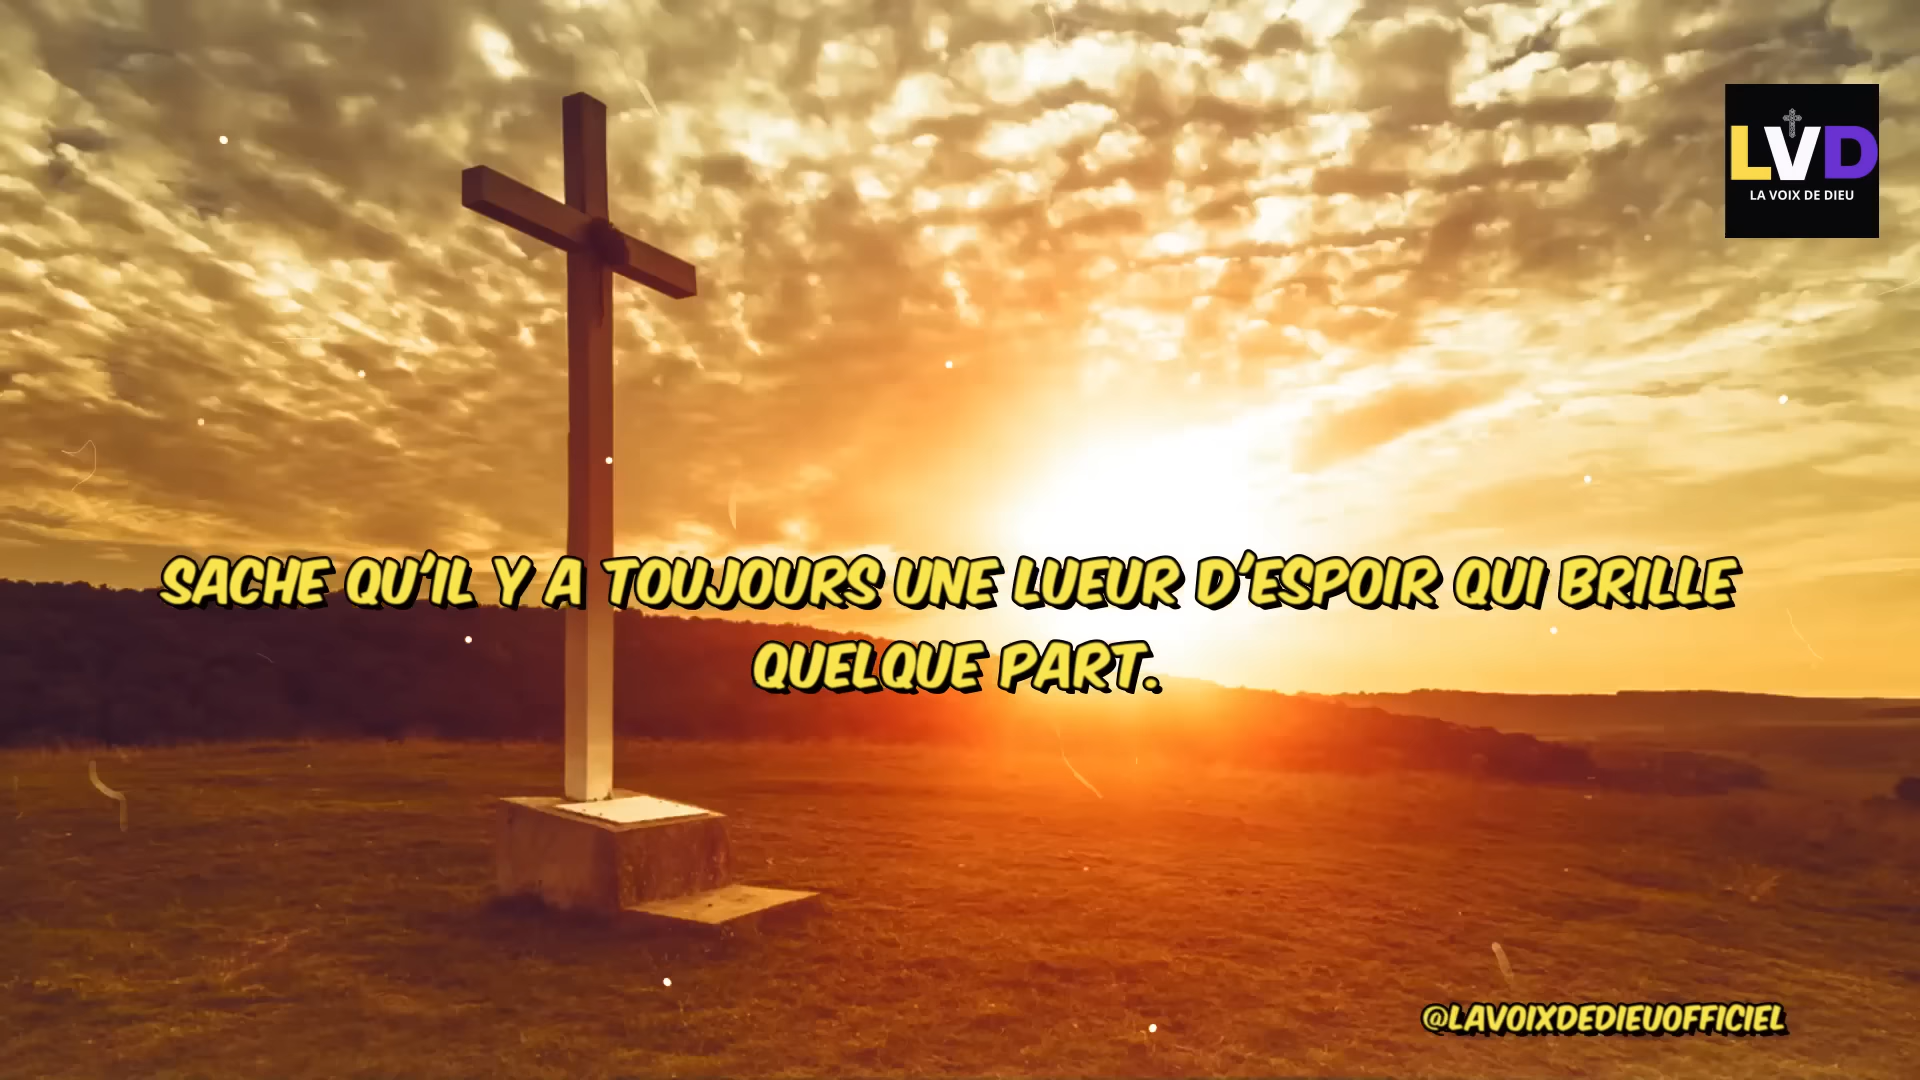 LVD
LA VOIX DE DIEU
SACHE QU'IL Y A TOUJOURS UNE LUEUR D'ESPOIR QUI BRILLE
QUELQUE PART.
@LAVOIXDEDIEUOFFICIEL